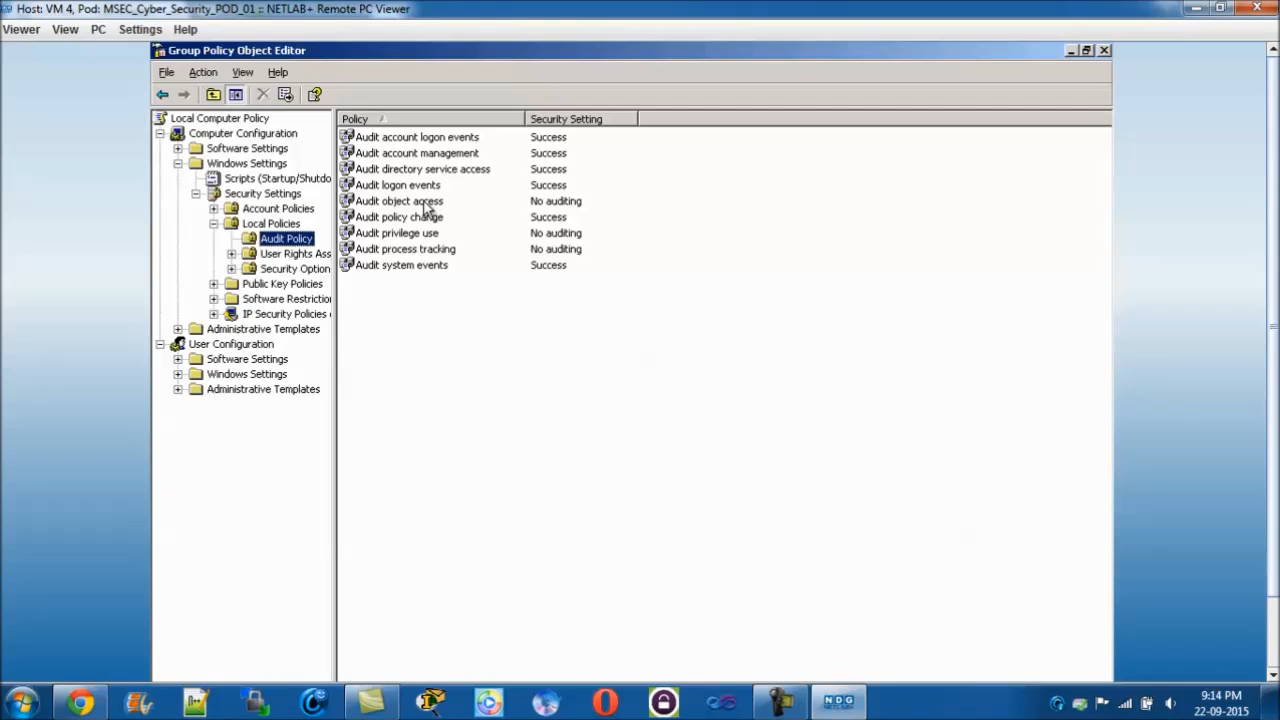 Host: VM 4, Pod: MSEC_Cyber_Security_POD_01 :: NETLAB+ Remote PC Viewer
Viewer View PC Settings Help
Group Policy Object Editor
File Action View Help
Local Computer Policy
Computer Configuration
Software Settings
Windows Settings
Scripts (Startup/Shutdo
Security Settings
Account Policies
Local Policies
Audit Policy
User Rights Ass
Security Option
Public Key Policies
Software Restriction
IP Security Policies
Administrative Templates
User Configuration
Software Settings
Windows Settings
Administrative Templates
Policy Security Setting
Audit account logon events Success
Audit account management Success
Audit directory service access Success
Audit logon events Success
Audit object access No auditing
Audit policy change Success
Audit privilege use No auditing
Audit process tracking No auditing
Audit system events Success
NDG
9:14 PM
22-09-2015